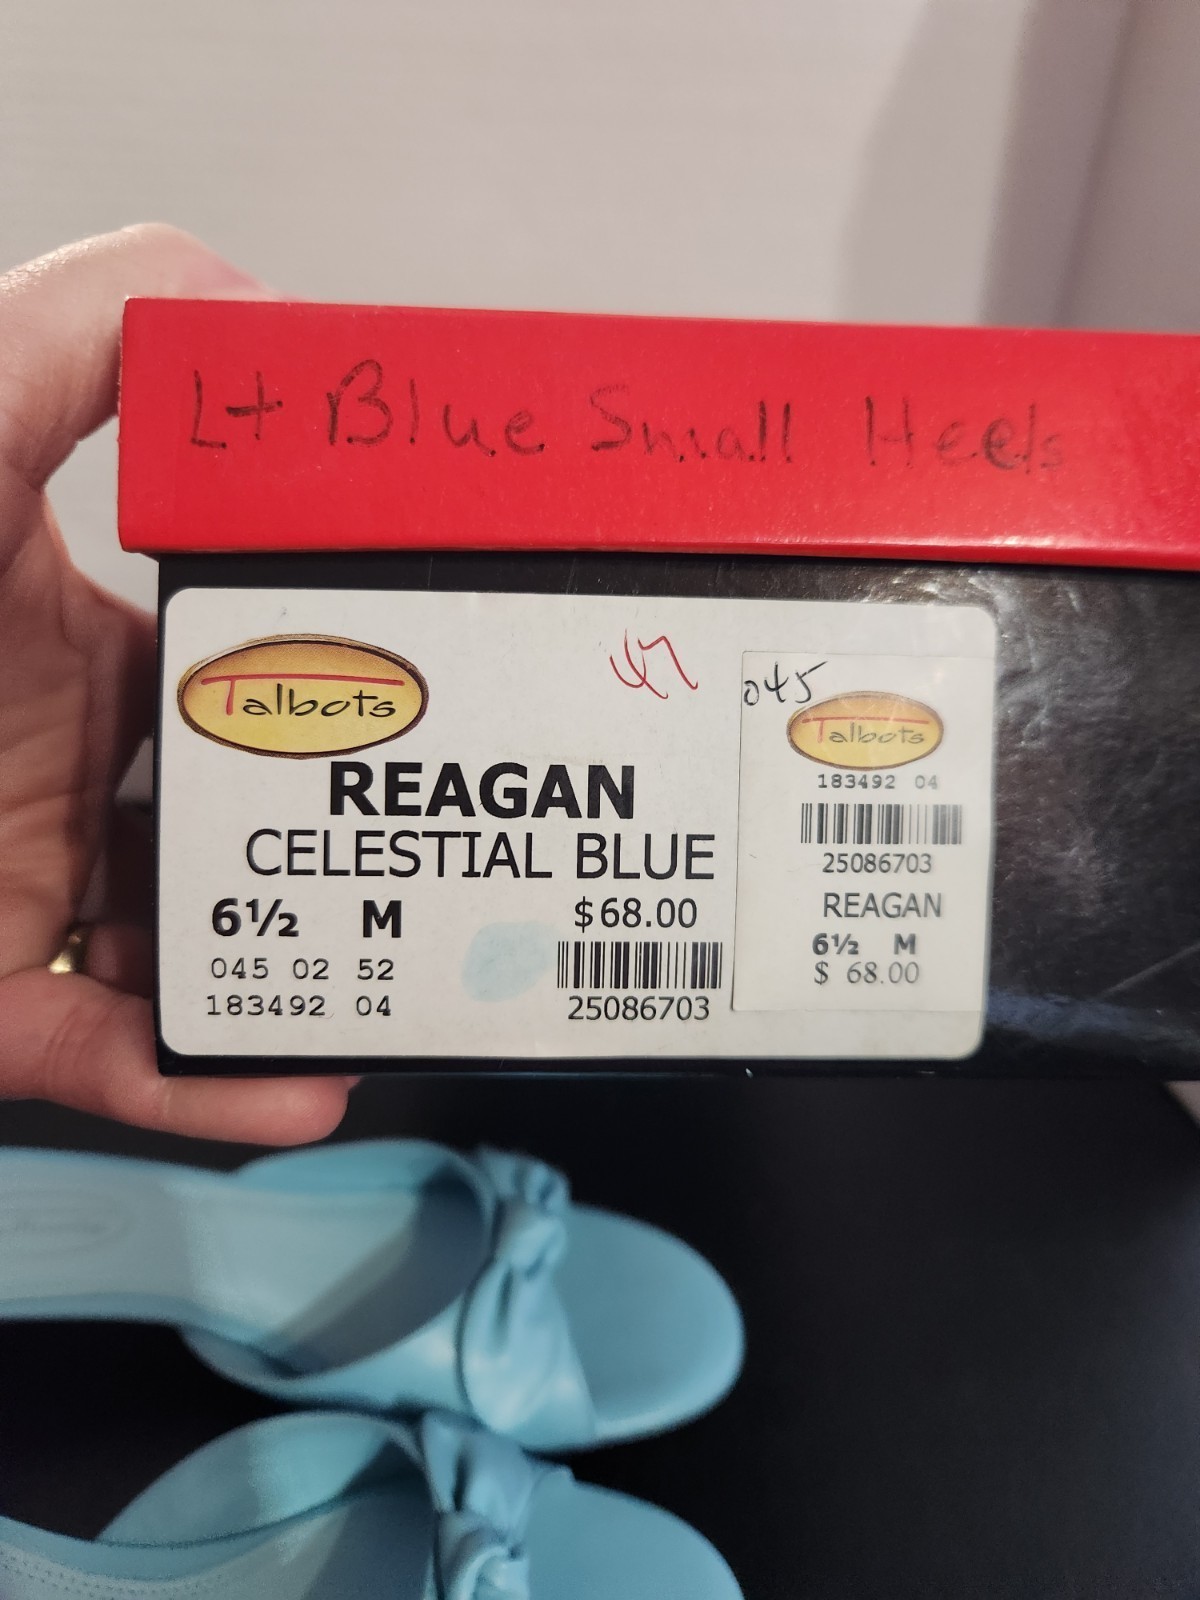 Lt Blue Small Heels
Talbots
REAGAN
CELESTIAL BLUE
6½ M $68.00
045 02 52
183492 04
25086703
045
Talbots
183492 04
25086703
REAGAN
6½ M
$ 68.00